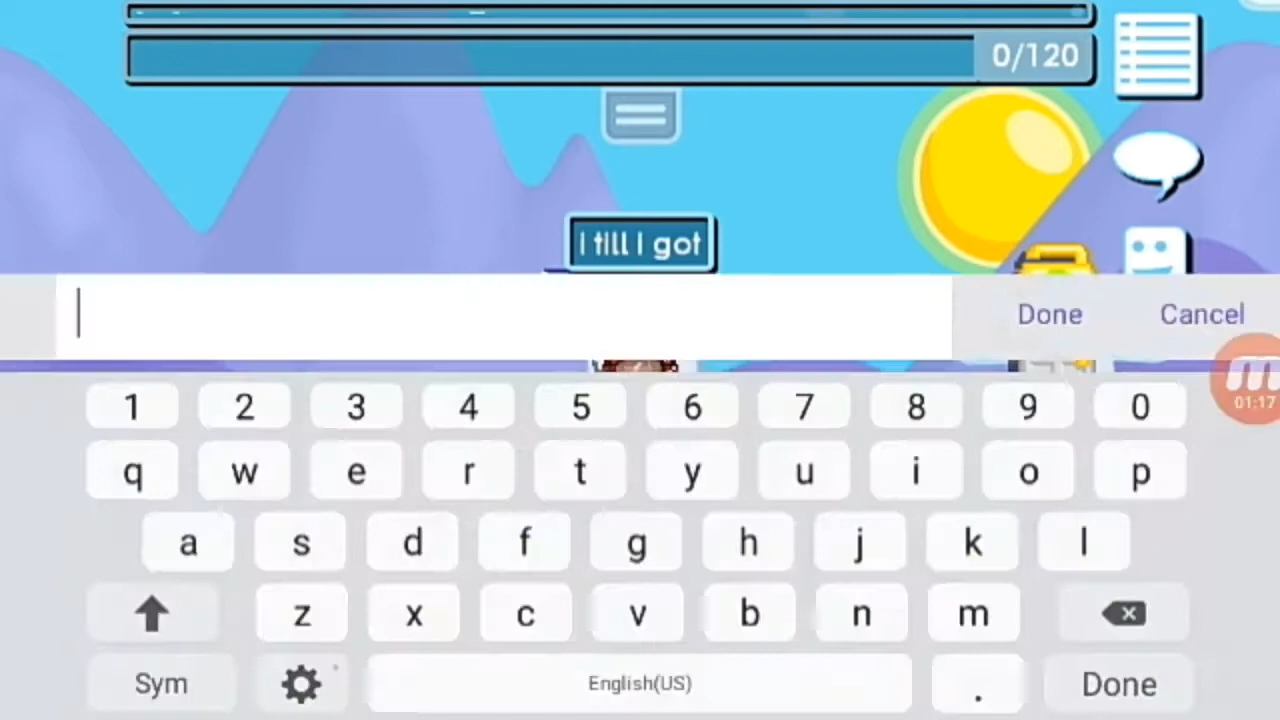 0/120
I till I got
Done Cancel
01:17
1 2 3 4 5 6 7 8 9 0
q w e r t y u i o p
a s d f g h j k l
z x c v b n m
Sym English(US) . Done